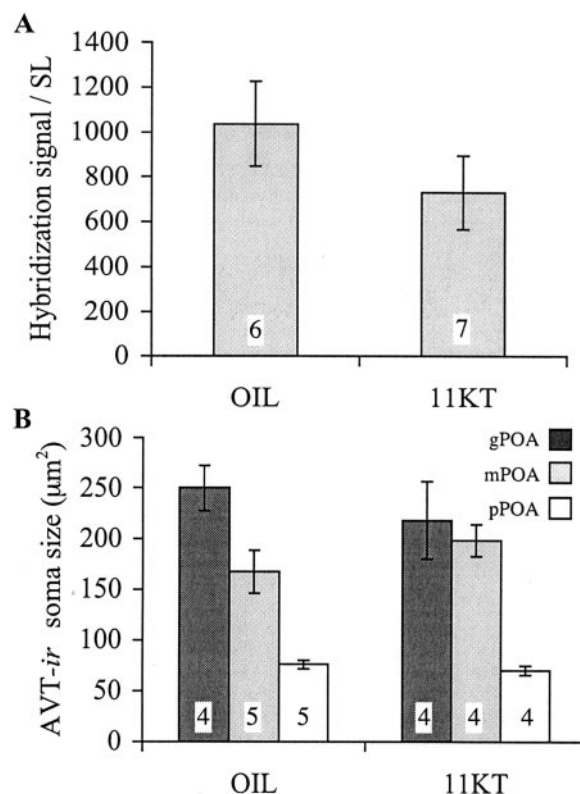 A
Hybridization signal / SL
1400
1200
1000
800
600
400
200
0
6
7
OIL
11KT
B
AVT-ir soma size (μm²)
300
250
200
150
100
50
0
gPOA
mPOA
pPOA
4
5
5
4
4
4
OIL
11KT